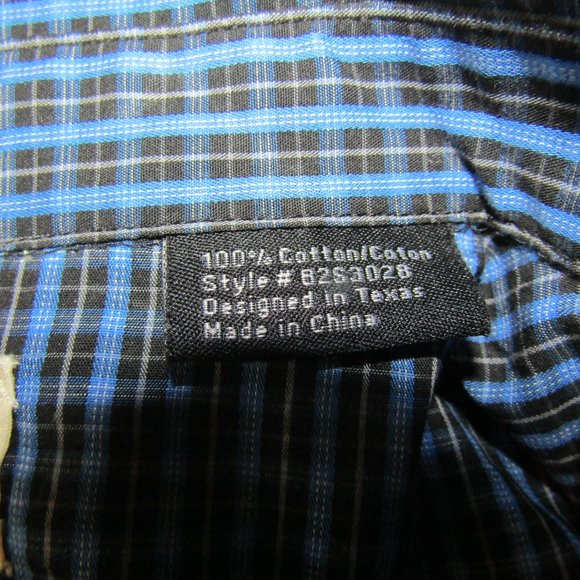 100% Cotton/Coton
Style # 82S3028
Designed in Texas
Made in China